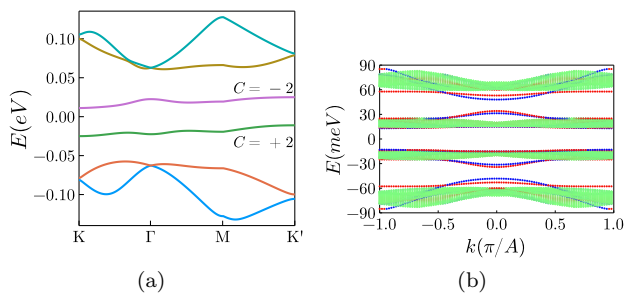 E(eV)
0.10
0.05
0.00
−0.05
−0.10
C = − 2
C = + 2
K
Γ
M
K'
(a)
E(meV)
90
60
30
0
−30
−60
−90
−1.0
−0.5
0.0
0.5
1.0
k(π/A)
(b)